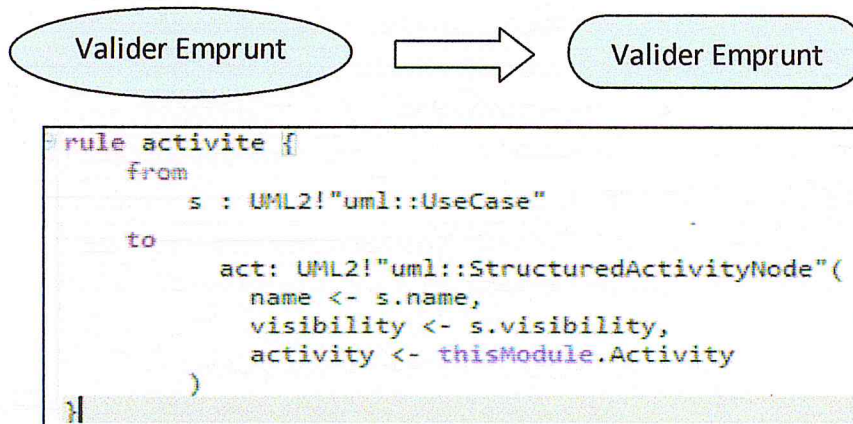 Valider Emprunt
Valider Emprunt
rule activite {
from
s : UML2!"uml::UseCase"
to
act: UML2!"uml::StructuredActivityNode"(
name <- s.name,
visibility <- s.visibility,
activity <- thisModule.Activity
)
}